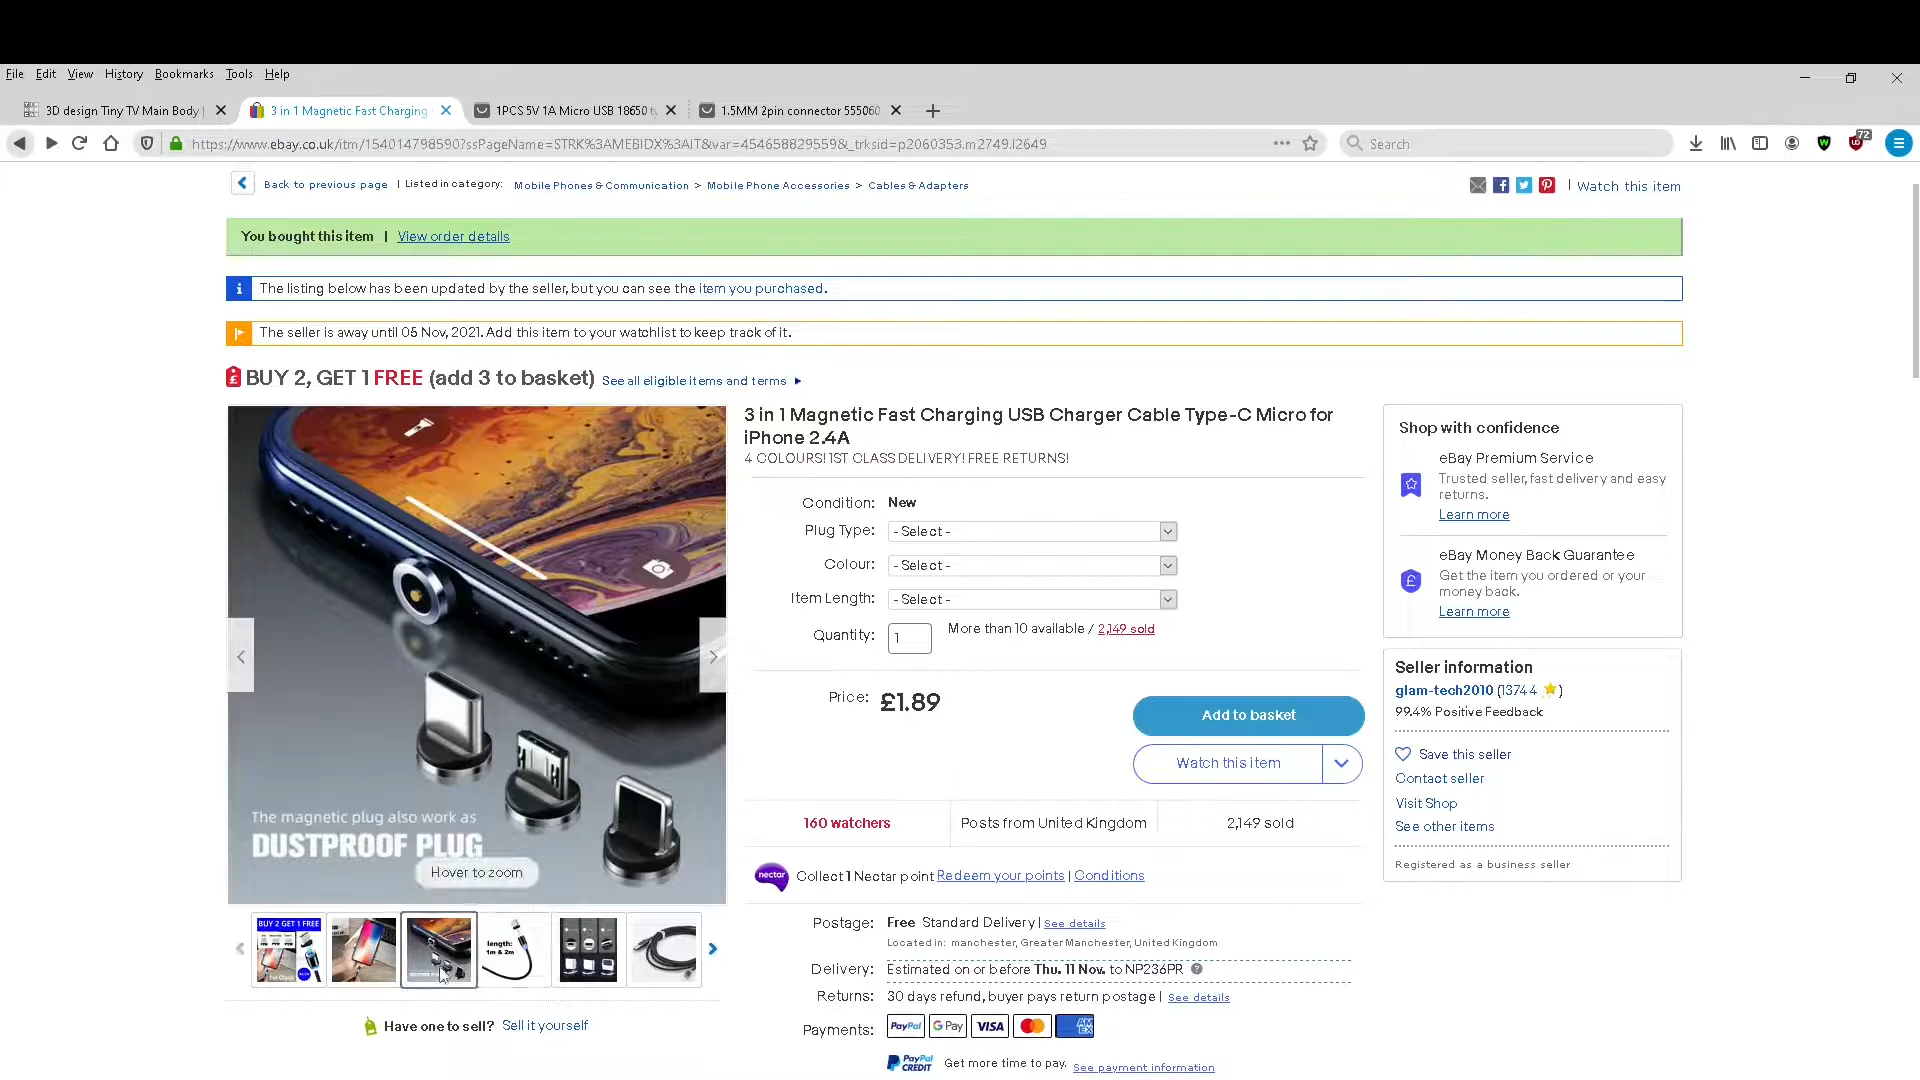 File Edit View History Bookmarks Tools Help
3D design Tiny TV Main Body | 3 in 1 Magnetic Fast Charging 1PCS 5V 1A Micro USB 18650 1.5MM 2pin connector 555060
https://www.ebay.co.uk/itm/154014798590?ssPageName=STRK%3AMEBIDX%3AIT&var=454658829559&_trksid=p2060353.m2749.l2649 Search 72
Back to previous page | Listed in category: Mobile Phones & Communication > Mobile Phone Accessories > Cables & Adapters | Watch this item
You bought this item | View order details
The listing below has been updated by the seller, but you can see the item you purchased.
The seller is away until 05 Nov, 2021. Add this item to your watchlist to keep track of it.
BUY 2, GET 1 FREE (add 3 to basket) See all eligible items and terms
The magnetic plug also work as
DUSTPROOF PLUG
Hover to zoom
BUY 2 GET 1 FREE
length:
1m & 2m
Have one to sell? Sell it yourself
3 in 1 Magnetic Fast Charging USB Charger Cable Type-C Micro for
iPhone 2.4A
4 COLOURS! 1ST CLASS DELIVERY! FREE RETURNS!
Condition: New
Plug Type: - Select -
Colour: - Select -
Item Length: - Select -
Quantity: 1 More than 10 available / 2,149 sold
Price: £1.89
Add to basket
Watch this item
160 watchers Posts from United Kingdom 2,149 sold
nectar Collect 1 Nectar point Redeem your points | Conditions
Postage: Free Standard Delivery | See details
Located in: manchester, Greater Manchester, United Kingdom
Delivery: Estimated on or before Thu. 11 Nov. to NP236PR
Returns: 30 days refund, buyer pays return postage | See details
Payments: PayPal G Pay VISA AM EX
PayPal CREDIT Get more time to pay. See payment information
Shop with confidence
eBay Premium Service
Trusted seller, fast delivery and easy
returns.
Learn more
eBay Money Back Guarantee
Get the item you ordered or your
money back.
Learn more
Seller information
glam-tech2010 (13744)
99.4% Positive Feedback
Save this seller
Contact seller
Visit Shop
See other items
Registered as a business seller